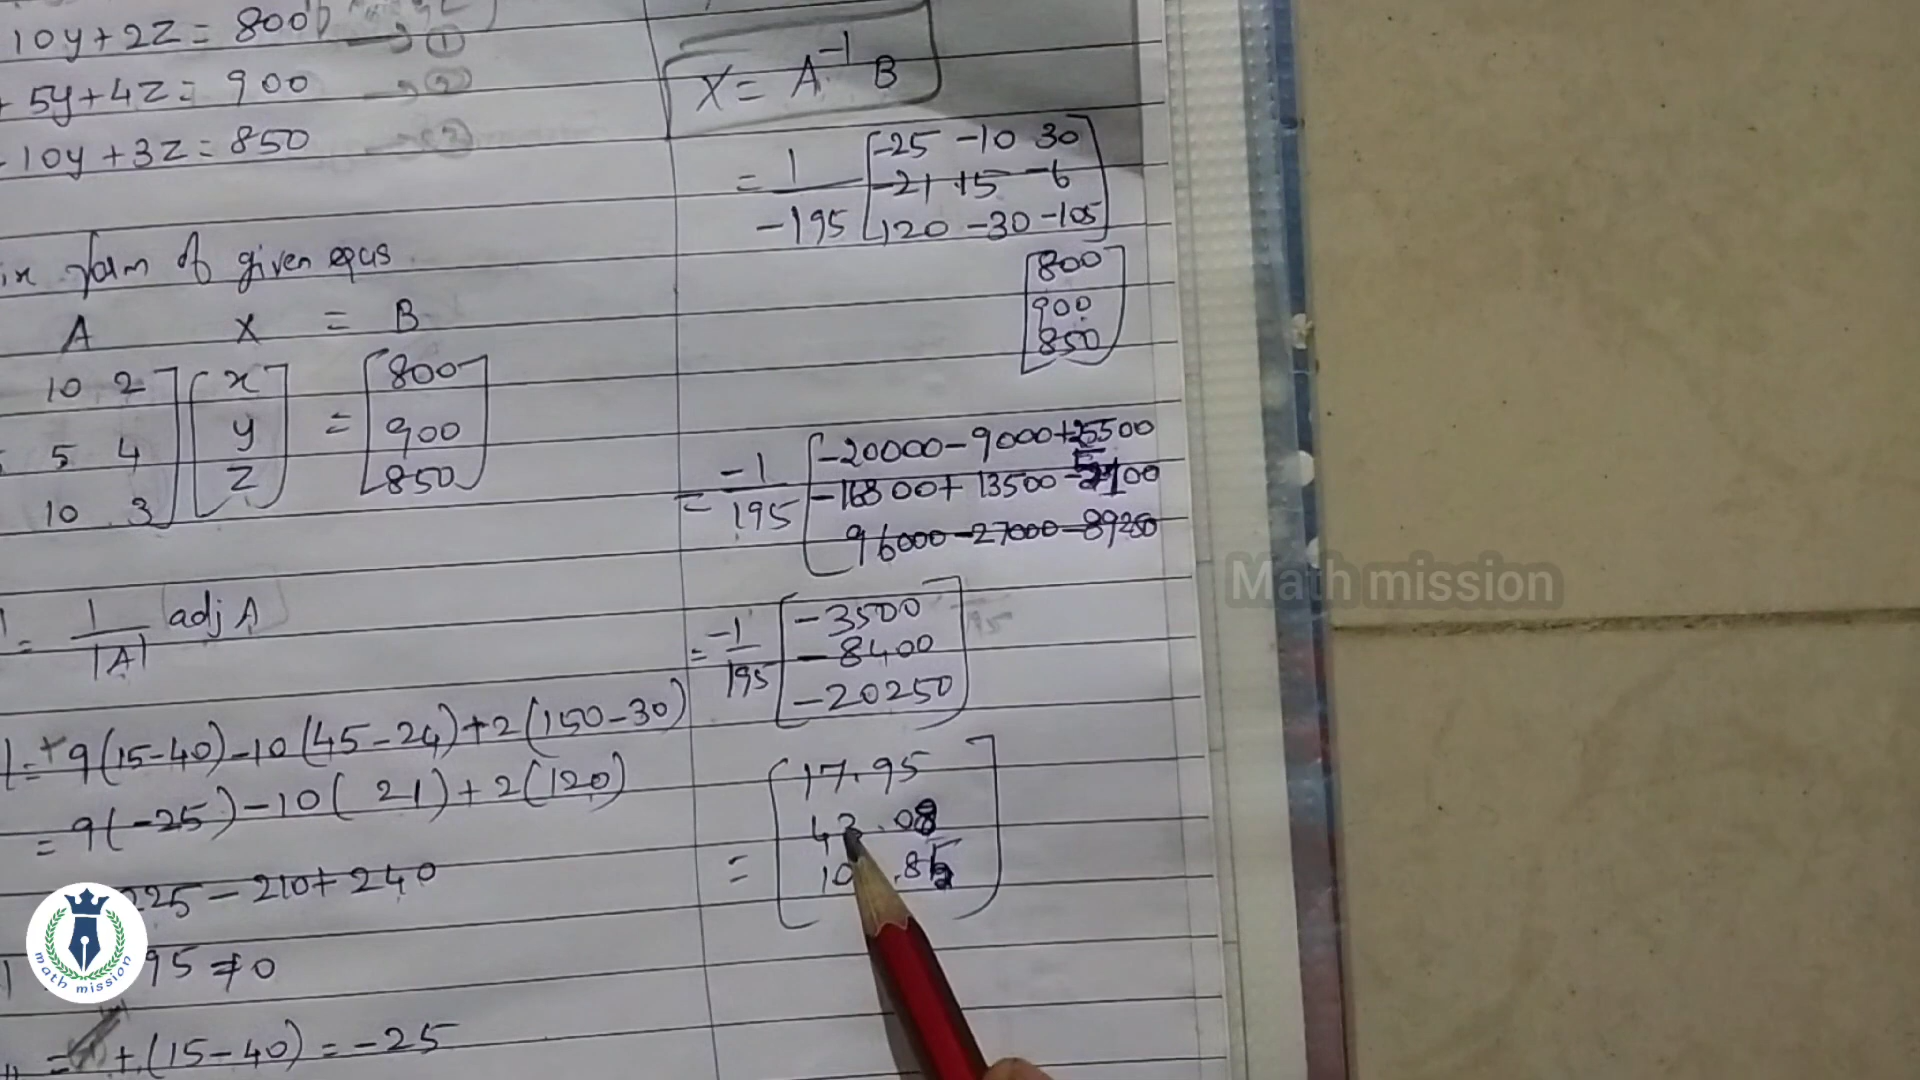 10y+2z= 800 → ①
+ 5y+4z= 900 → ②
10y+3z= 850
form of given eqns
A X = B
10 2 [x] = [800
5 4 y 900
10 3 z 850]
= 1/|A| adj A
+9(15-40)-10(45-24)+2(150-30)
= 9(-25)-10( 21)+2(120)
225-210+240
95≠0
= +(15-40)=-25
X= A⁻¹ B
= 1/-195 [-25 -10 30
-21 15 -6
120 -30 -105]
[800
900
850]
= -1/195 [-20000-9000+25500
-16800+13500-5100
96000-27000-89250
= -1/195 [-3500
-8400
-20250]
= [17.95
43.08
10 .85]
Math mission
math mission